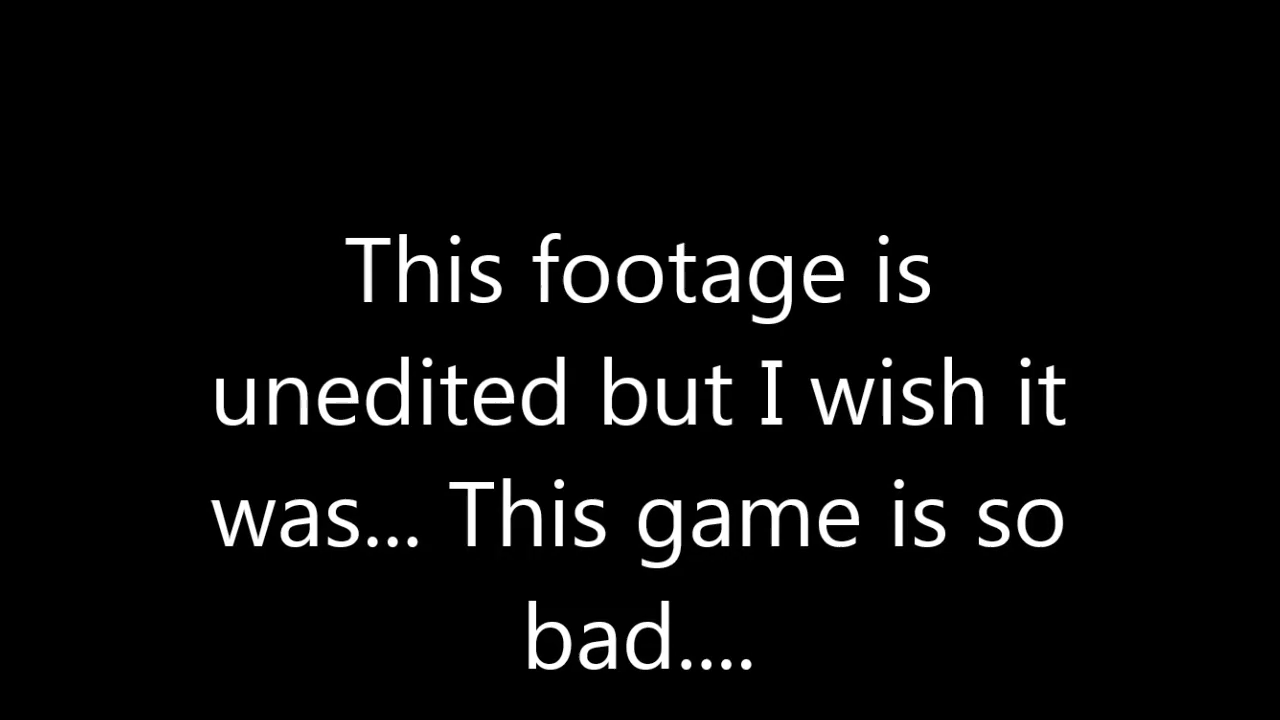 This footage is
unedited but I wish it
was... This game is so
bad....